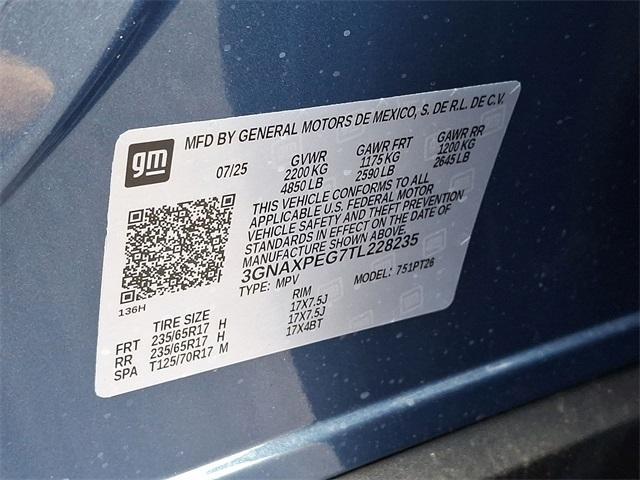 MFD BY GENERAL MOTORS DE MEXICO, S. DE R.L. DE C.V.
gm
07/25 GVWR GAWR FRT GAWR RR
2200 KG 1175 KG 1200 KG
4850 LB 2590 LB 2645 LB
THIS VEHICLE CONFORMS TO ALL
APPLICABLE U.S. FEDERAL MOTOR
VEHICLE SAFETY AND THEFT PREVENTION
STANDARDS IN EFFECT ON THE DATE OF
MANUFACTURE SHOWN ABOVE.
3GNAXPEG7TL228235
TYPE: MPV MODEL: 751PT26
136H
TIRE SIZE RIM
FRT 235/65R17 H 17X7.5J
RR 235/65R17 H 17X7.5J
SPA T125/70R17 M 17X4BT